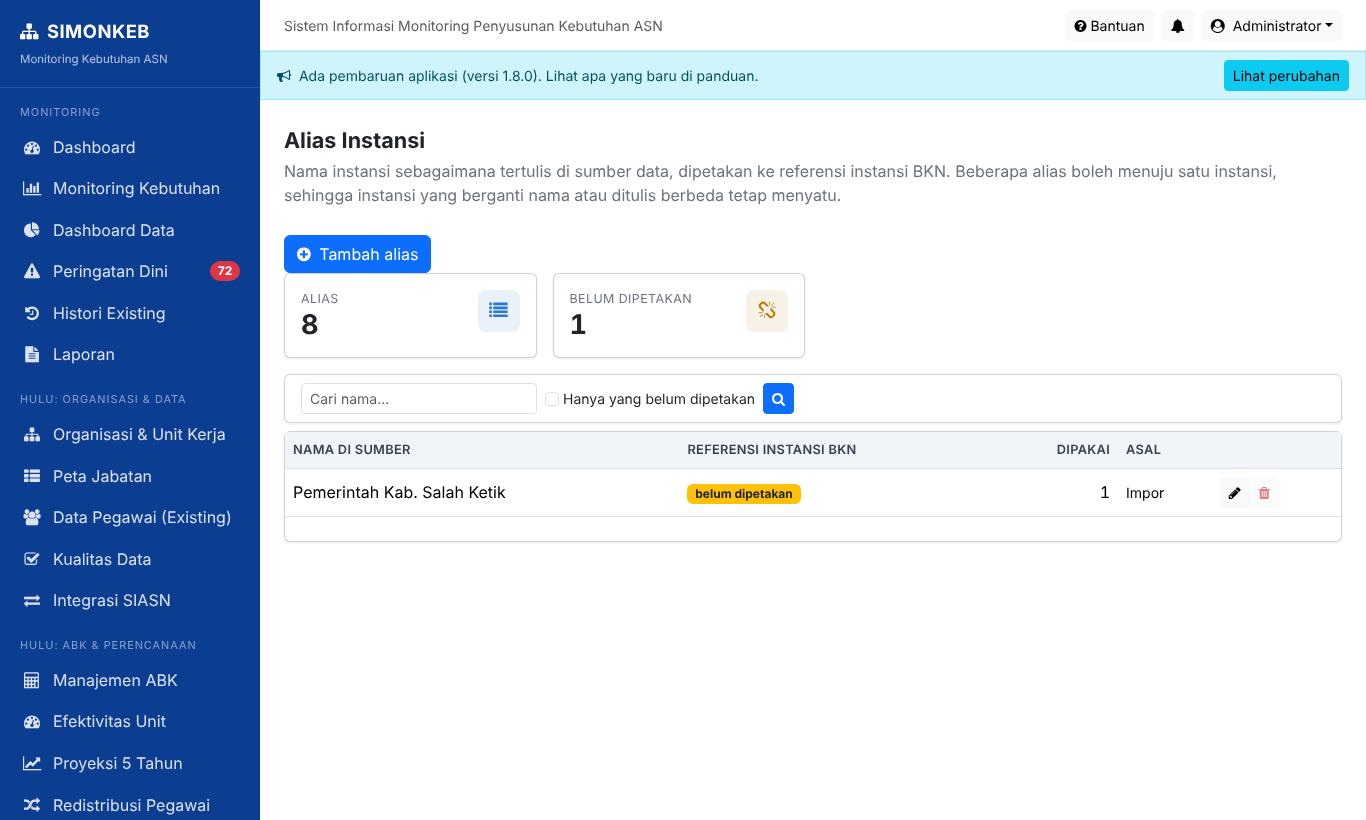 SIMONKEB
Monitoring Kebutuhan ASN
MONITORING
Dashboard
Monitoring Kebutuhan
Dashboard Data
Peringatan Dini 72
Histori Existing
Laporan
HULU: ORGANISASI & DATA
Organisasi & Unit Kerja
Peta Jabatan
Data Pegawai (Existing)
Kualitas Data
Integrasi SIASN
HULU: ABK & PERENCANAAN
Manajemen ABK
Efektivitas Unit
Proyeksi 5 Tahun
Redistribusi Pegawai
Sistem Informasi Monitoring Penyusunan Kebutuhan ASN
Bantuan
Administrator
Ada pembaruan aplikasi (versi 1.8.0). Lihat apa yang baru di panduan.
Lihat perubahan
Alias Instansi
Nama instansi sebagaimana tertulis di sumber data, dipetakan ke referensi instansi BKN. Beberapa alias boleh menuju satu instansi,
sehingga instansi yang berganti nama atau ditulis berbeda tetap menyatu.
Tambah alias
ALIAS
8
BELUM DIPETAKAN
1
Cari nama...
Hanya yang belum dipetakan
NAMA DI SUMBER REFERENSI INSTANSI BKN DIPAKAI ASAL
Pemerintah Kab. Salah Ketik belum dipetakan 1 Impor